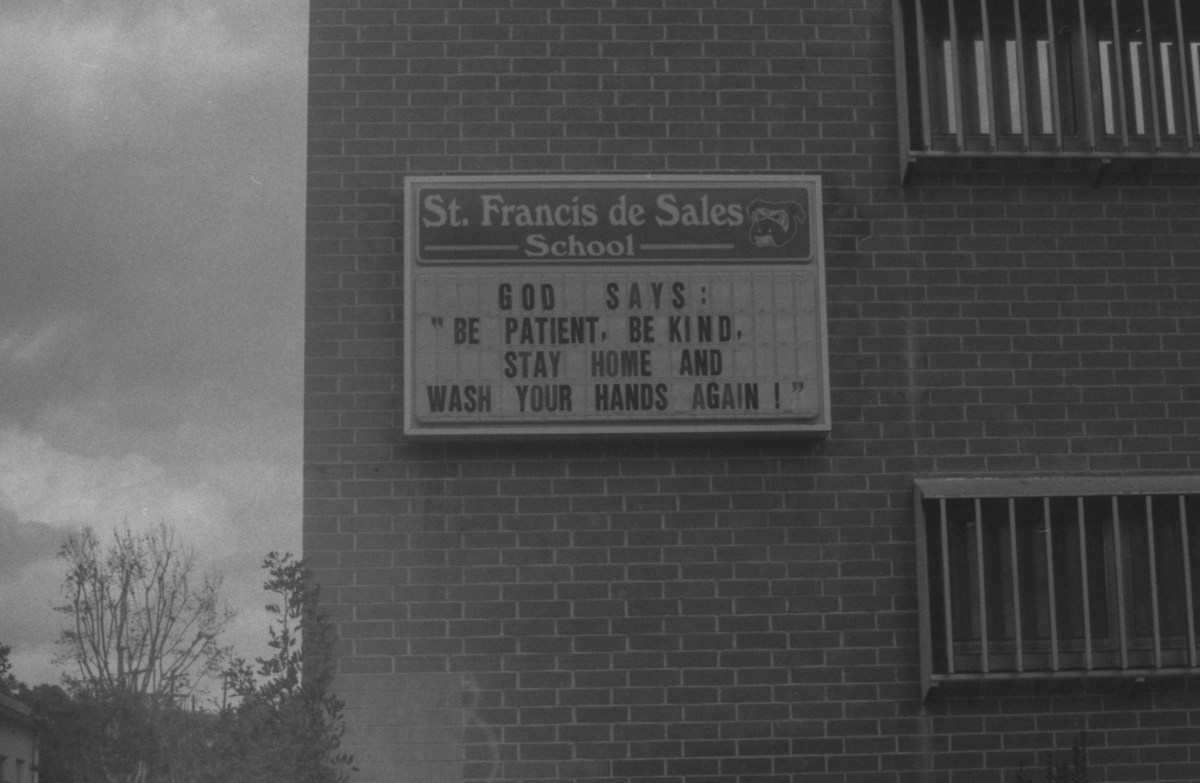 St. Francis de Sales
School
GOD SAYS:
"BE PATIENT, BE KIND,
STAY HOME AND
WASH YOUR HANDS AGAIN!"